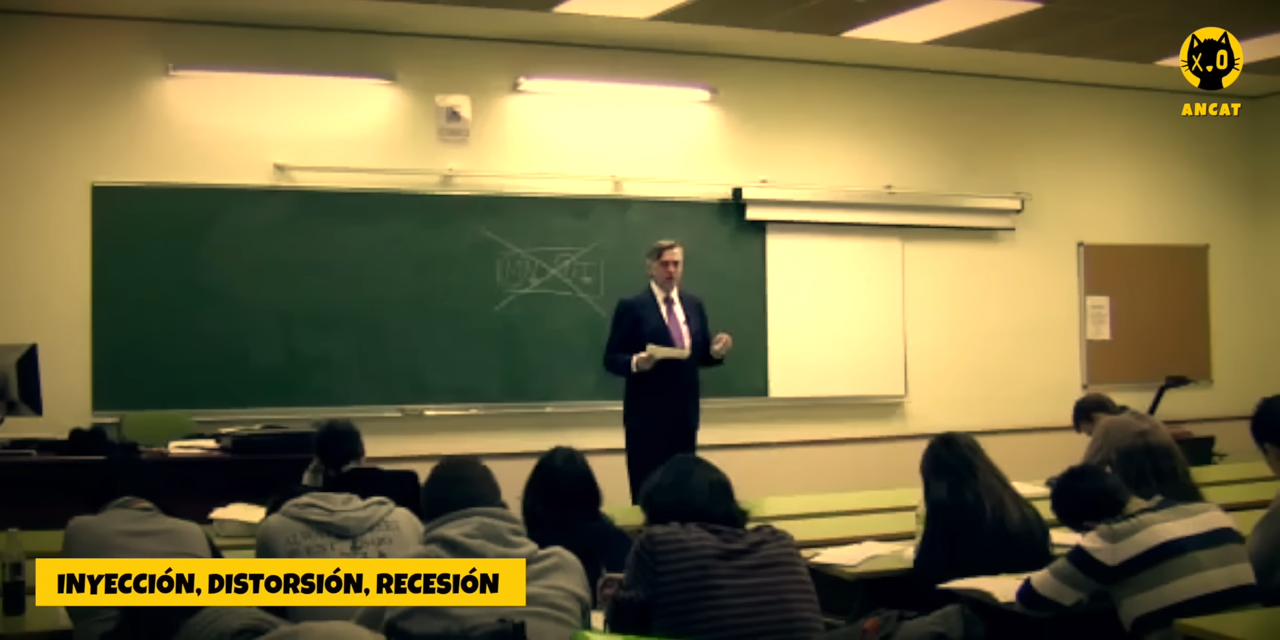 X O
ANCAT
INYECCIÓN, DISTORSIÓN, RECESIÓN